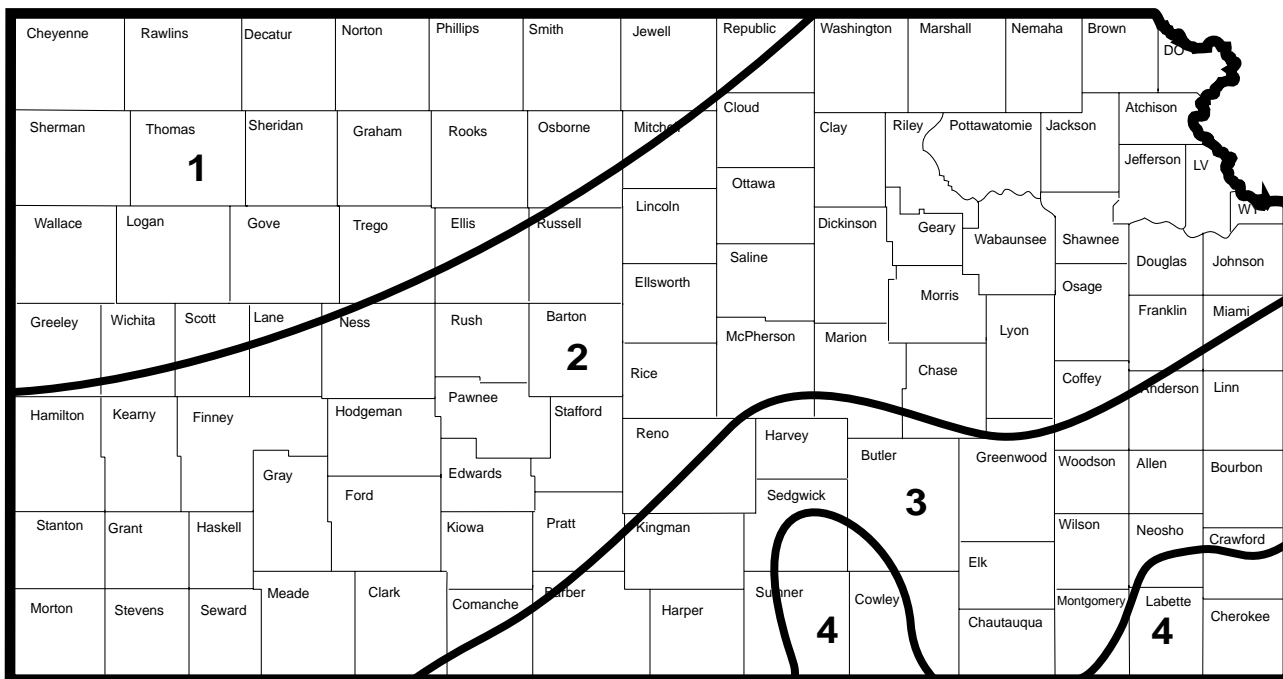 Cheyenne Rawlins Decatur Norton Phillips Smith Jewell Republic Washington Marshall Nemaha Brown
DO
Sherman Thomas Sheridan Graham Rooks Osborne Mitchell Cloud Clay Riley Pottawatomie Jackson Atchison
1
Jefferson LV
Ottawa
Wallace Logan Gove Trego Ellis Russell Lincoln Dickinson Geary Wabaunsee Shawnee WY
Saline Douglas Johnson
Ellsworth Morris Osage
Greeley Wichita Scott Lane Ness Rush Barton McPherson Marion Lyon Franklin Miami
2
Rice Chase Coffey Anderson Linn
Hamilton Kearny Finney Hodgeman Pawnee Stafford Reno Harvey
Butler Greenwood Woodson Allen Bourbon
Gray Edwards
Ford Sedgwick 3
Stanton Grant Haskell Kiowa Pratt Kingman Wilson Neosho Crawford
Elk
Morton Stevens Seward Meade Clark Comanche Barber Harper Sumner Cowley Chautauqua Montgomery Labette Cherokee
4 4